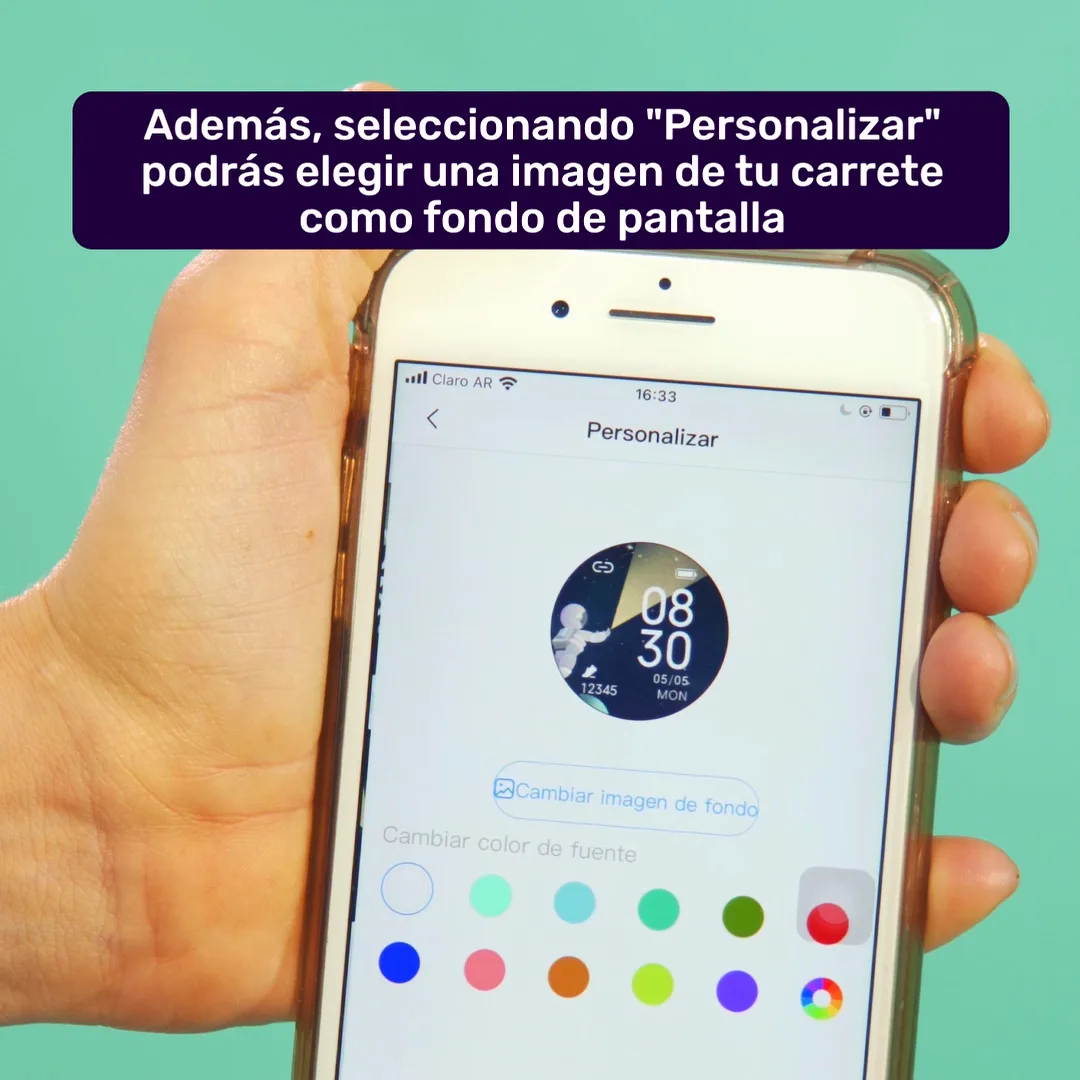 Además, seleccionando "Personalizar"
podrás elegir una imagen de tu carrete
como fondo de pantalla
Claro AR
16:33
Personalizar
08
30
05/05
MON
12345
Cambiar imagen de fondo
Cambiar color de fuente